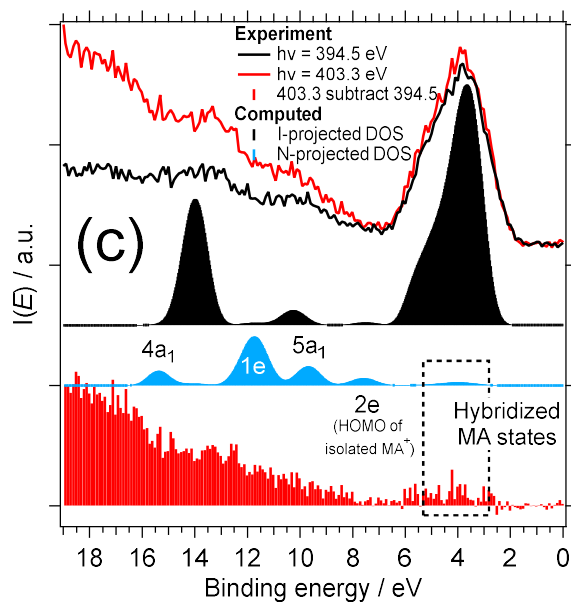 Experiment
hν = 394.5 eV
hν = 403.3 eV
403.3 subtract 394.5
Computed
I-projected DOS
N-projected DOS
(c)
I(E) / a.u.
4a₁
1e
5a₁
2e
(HOMO of
isolated MA⁺)
Hybridized
MA states
18 16 14 12 10 8 6 4 2 0
Binding energy / eV